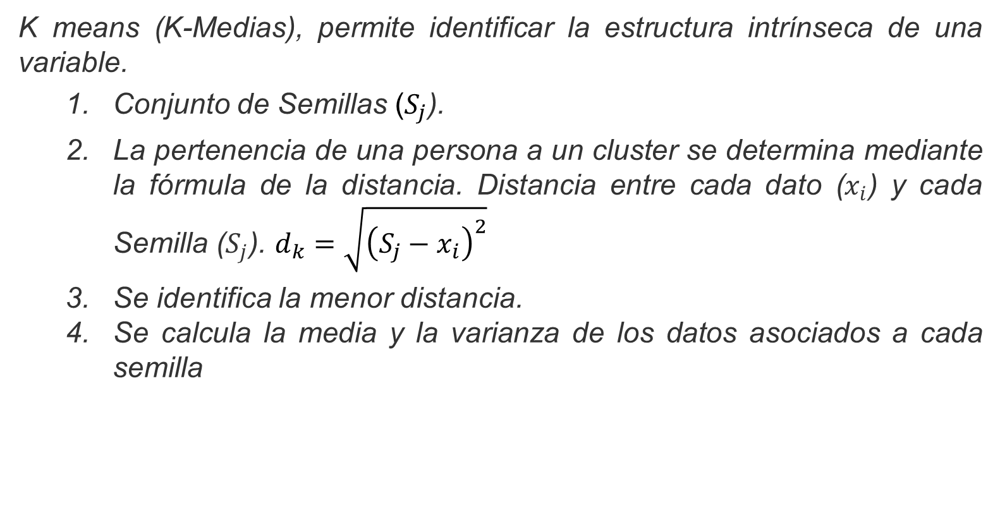 K means (K-Medias), permite identificar la estructura intrínseca de una
variable.
1. Conjunto de Semillas (S_j).
2. La pertenencia de una persona a un cluster se determina mediante
la fórmula de la distancia. Distancia entre cada dato (x_i) y cada
Semilla (S_j). d_k = √(S_j − x_i)²
3. Se identifica la menor distancia.
4. Se calcula la media y la varianza de los datos asociados a cada
semilla